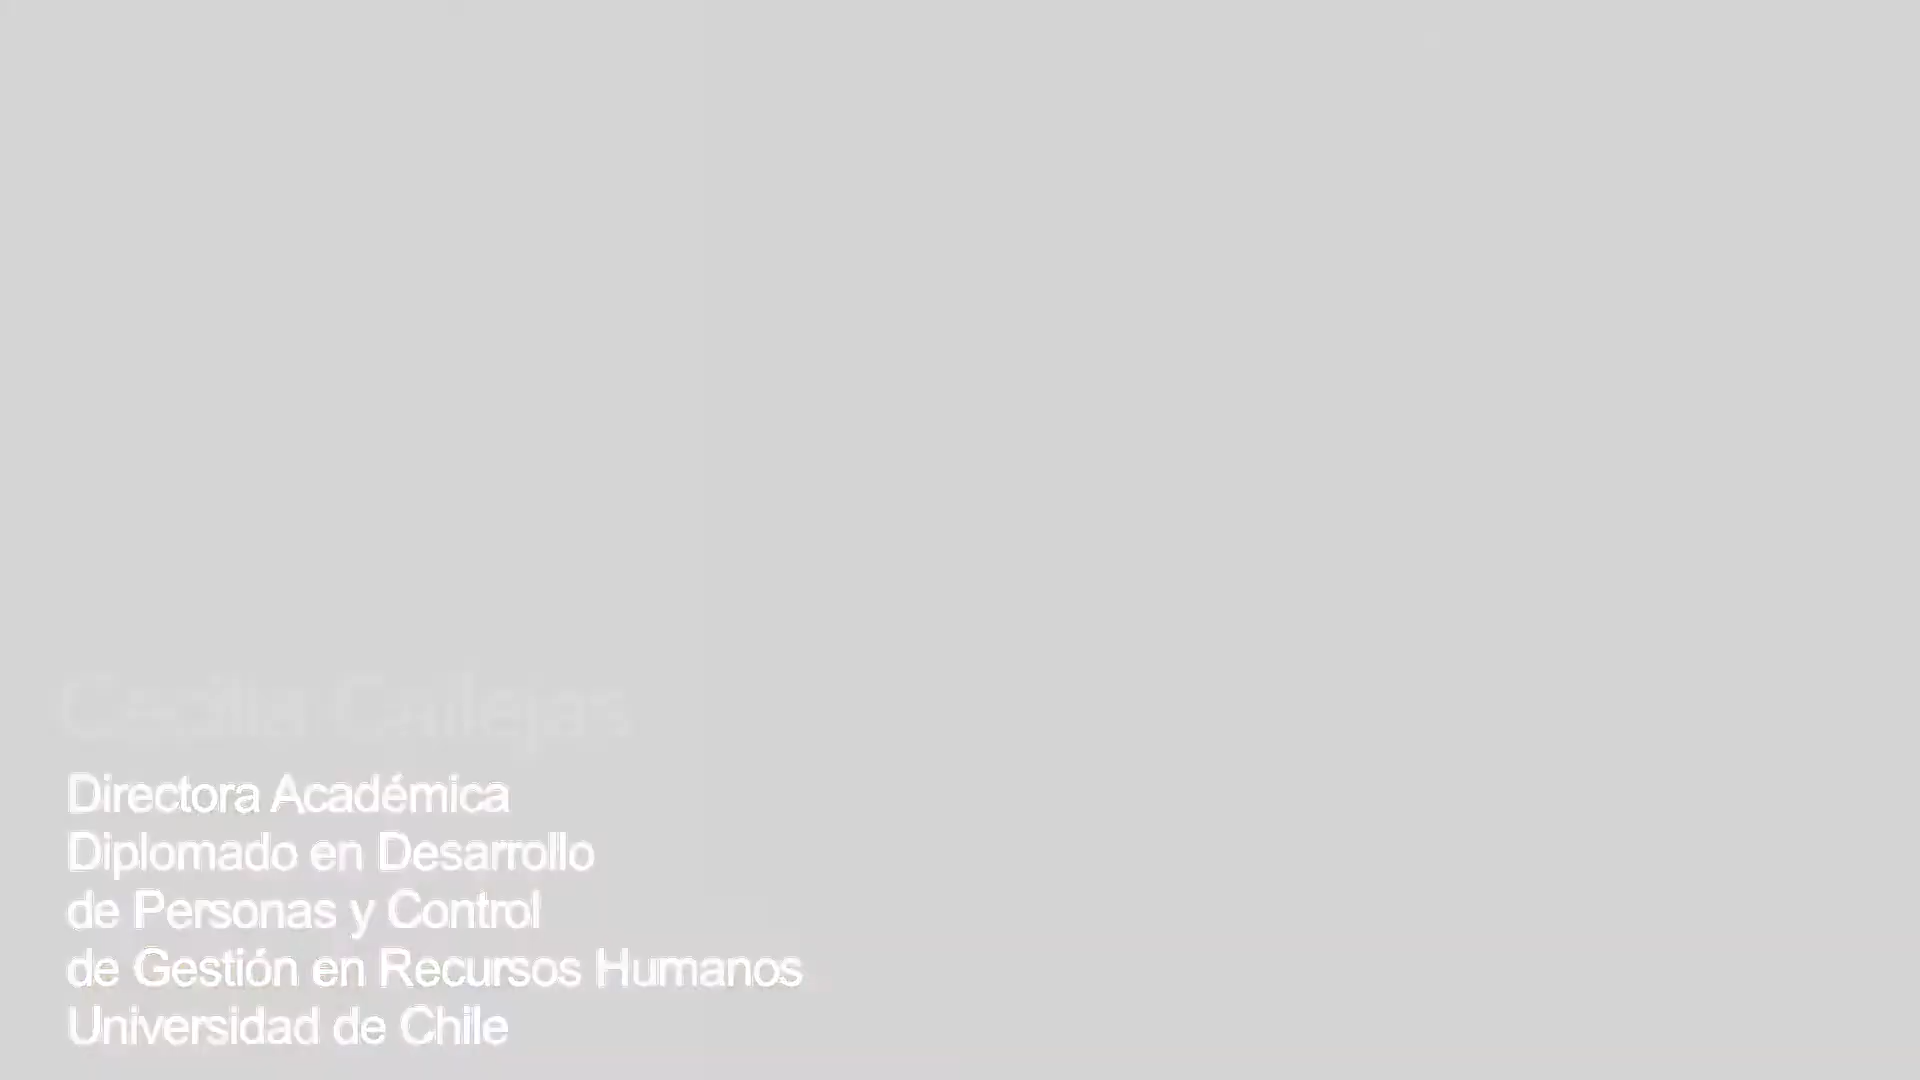 Cecilia Callejas
Directora Académica
Diplomado en Desarrollo
de Personas y Control
de Gestión en Recursos Humanos
Universidad de Chile